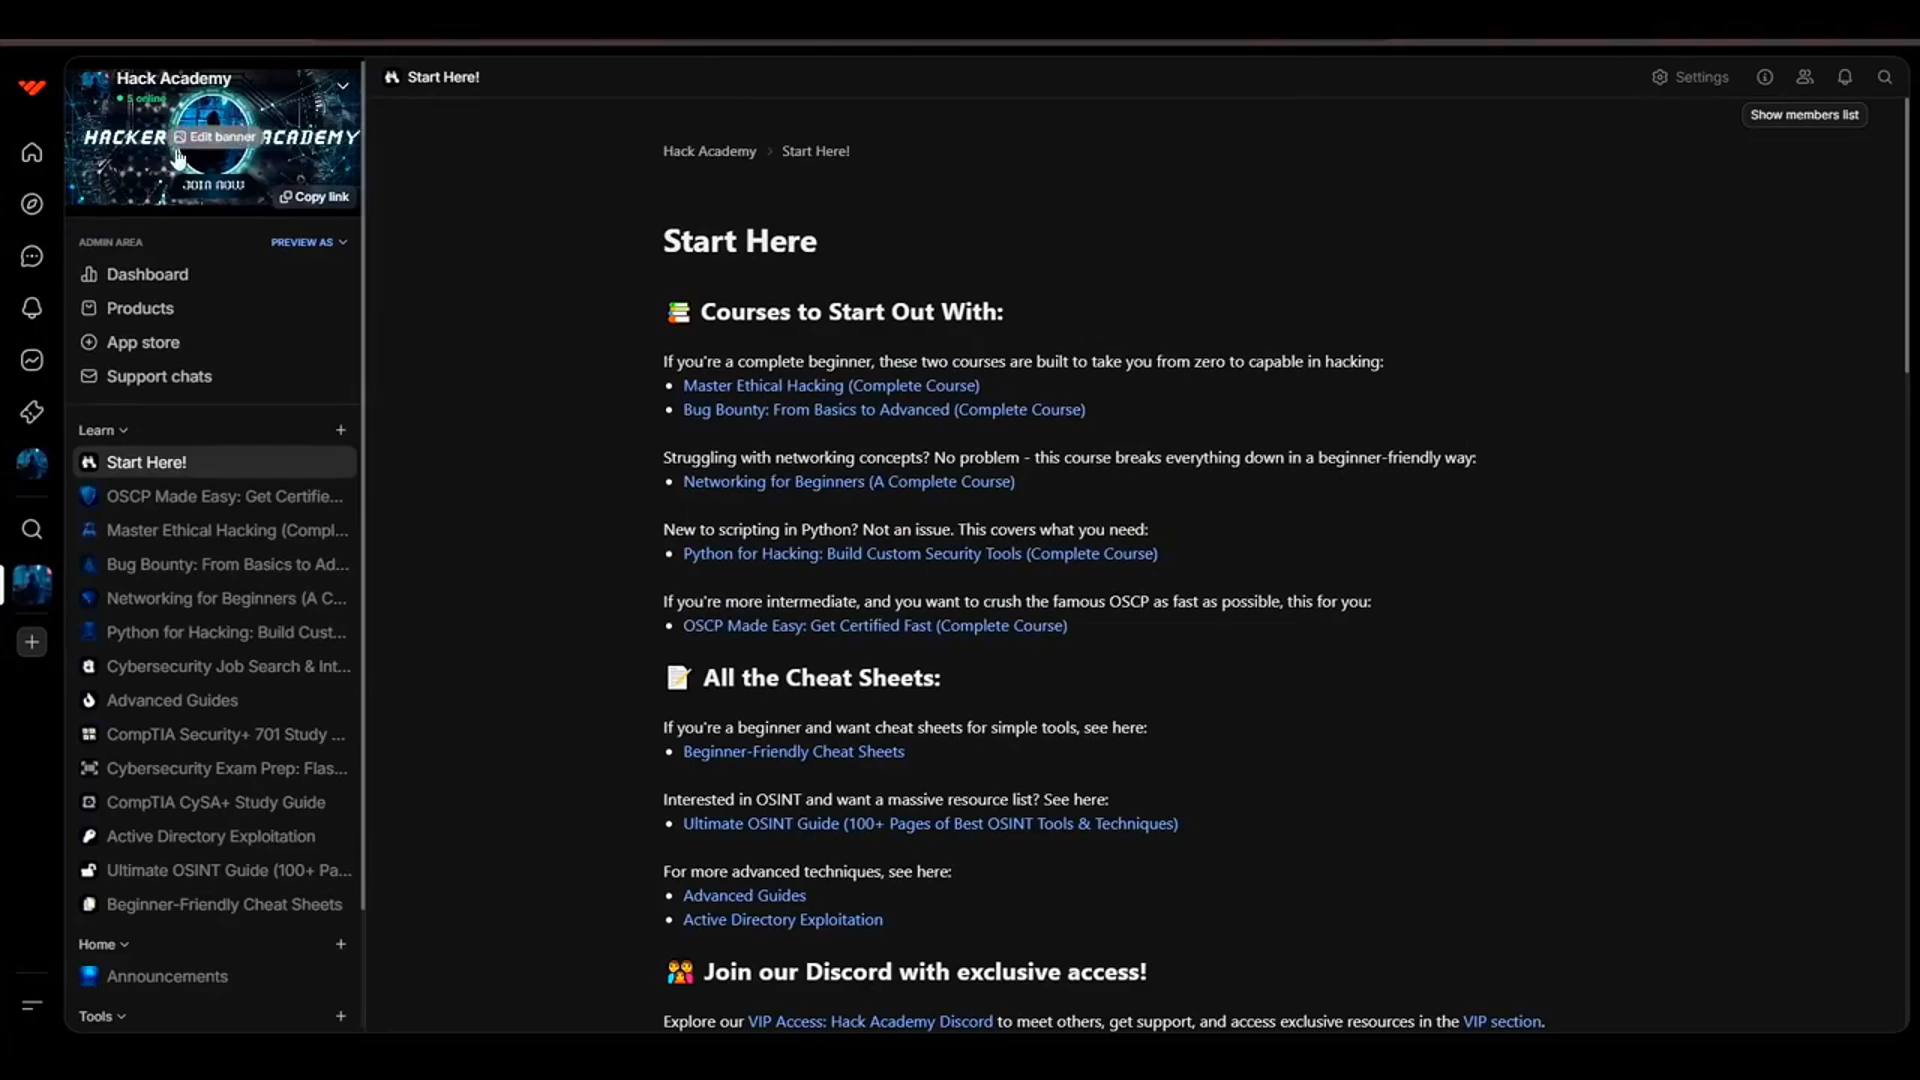 Hack Academy
5 online
HACKER ACADEMY
Edit banner
JOIN NOW
Copy link
ADMIN AREA
PREVIEW AS
Dashboard
Products
App store
Support chats
Learn
Start Here!
OSCP Made Easy: Get Certifie...
Master Ethical Hacking (Compl...
Bug Bounty: From Basics to Ad...
Networking for Beginners (A C...
Python for Hacking: Build Cust...
Cybersecurity Job Search & Int...
Advanced Guides
CompTIA Security+ 701 Study ...
Cybersecurity Exam Prep: Flas...
CompTIA CySA+ Study Guide
Active Directory Exploitation
Ultimate OSINT Guide (100+ Pa...
Beginner-Friendly Cheat Sheets
Home
Announcements
Tools
Start Here!
Settings
Show members list
Hack Academy > Start Here!
Start Here
📚 Courses to Start Out With:
If you're a complete beginner, these two courses are built to take you from zero to capable in hacking:
• Master Ethical Hacking (Complete Course)
• Bug Bounty: From Basics to Advanced (Complete Course)
Struggling with networking concepts? No problem - this course breaks everything down in a beginner-friendly way:
• Networking for Beginners (A Complete Course)
New to scripting in Python? Not an issue. This covers what you need:
• Python for Hacking: Build Custom Security Tools (Complete Course)
If you're more intermediate, and you want to crush the famous OSCP as fast as possible, this for you:
• OSCP Made Easy: Get Certified Fast (Complete Course)
📝 All the Cheat Sheets:
If you're a beginner and want cheat sheets for simple tools, see here:
• Beginner-Friendly Cheat Sheets
Interested in OSINT and want a massive resource list? See here:
• Ultimate OSINT Guide (100+ Pages of Best OSINT Tools & Techniques)
For more advanced techniques, see here:
• Advanced Guides
• Active Directory Exploitation
👨‍👩‍👧‍👦 Join our Discord with exclusive access!
Explore our VIP Access: Hack Academy Discord to meet others, get support, and access exclusive resources in the VIP section.